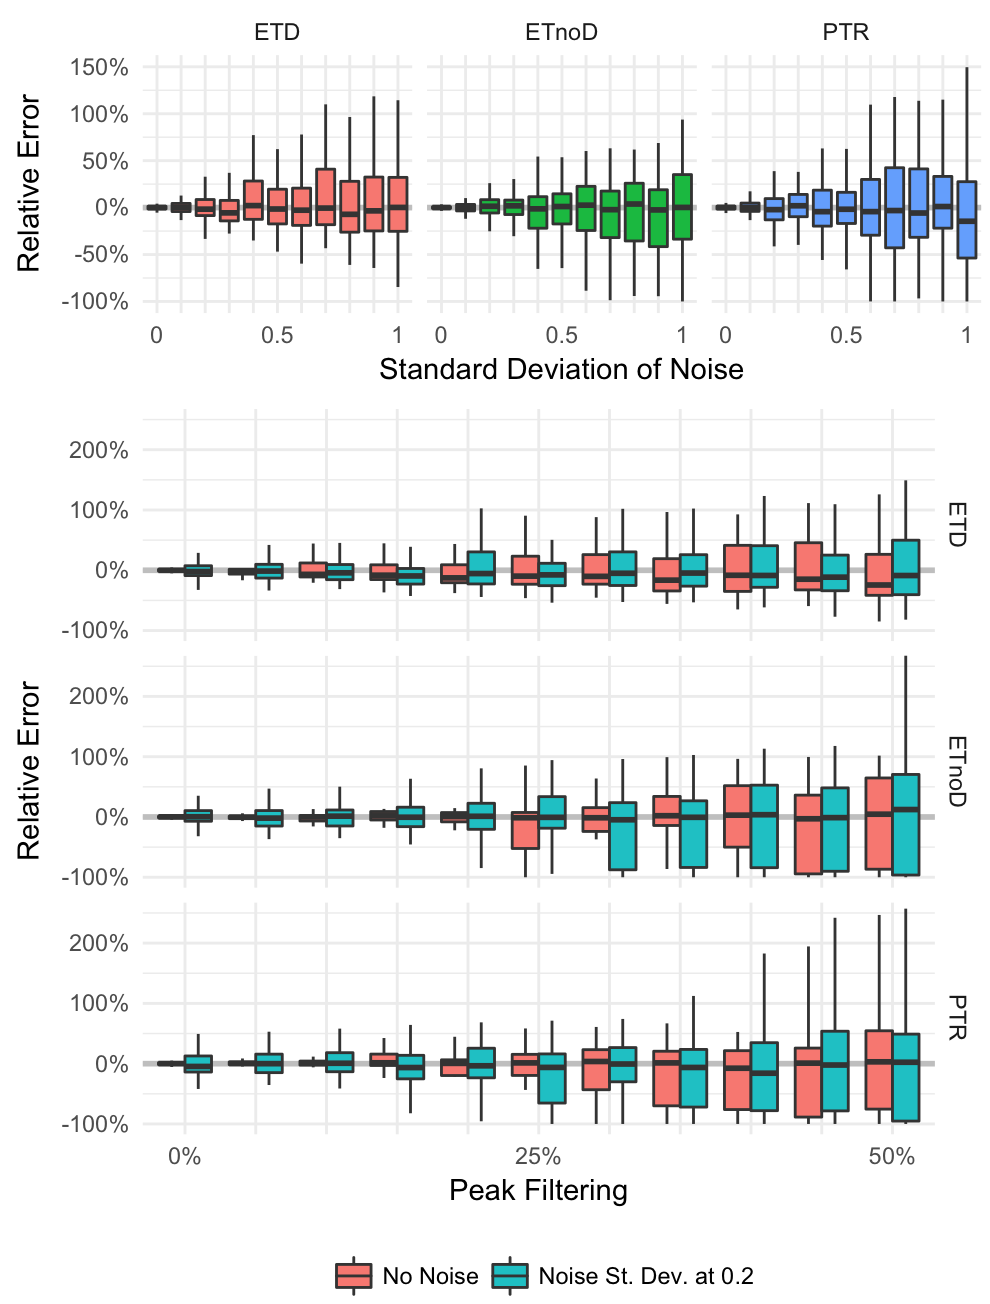 ETD ETnoD PTR
150%
100%
50%
0%
-50%
-100%
Relative Error
0 0.5 1 0 0.5 1 0 0.5 1
Standard Deviation of Noise
200%
100%
0%
-100%
ETD
200%
100%
0%
-100%
ETnoD
Relative Error
200%
100%
0%
-100%
PTR
0% 25% 50%
Peak Filtering
No Noise Noise St. Dev. at 0.2